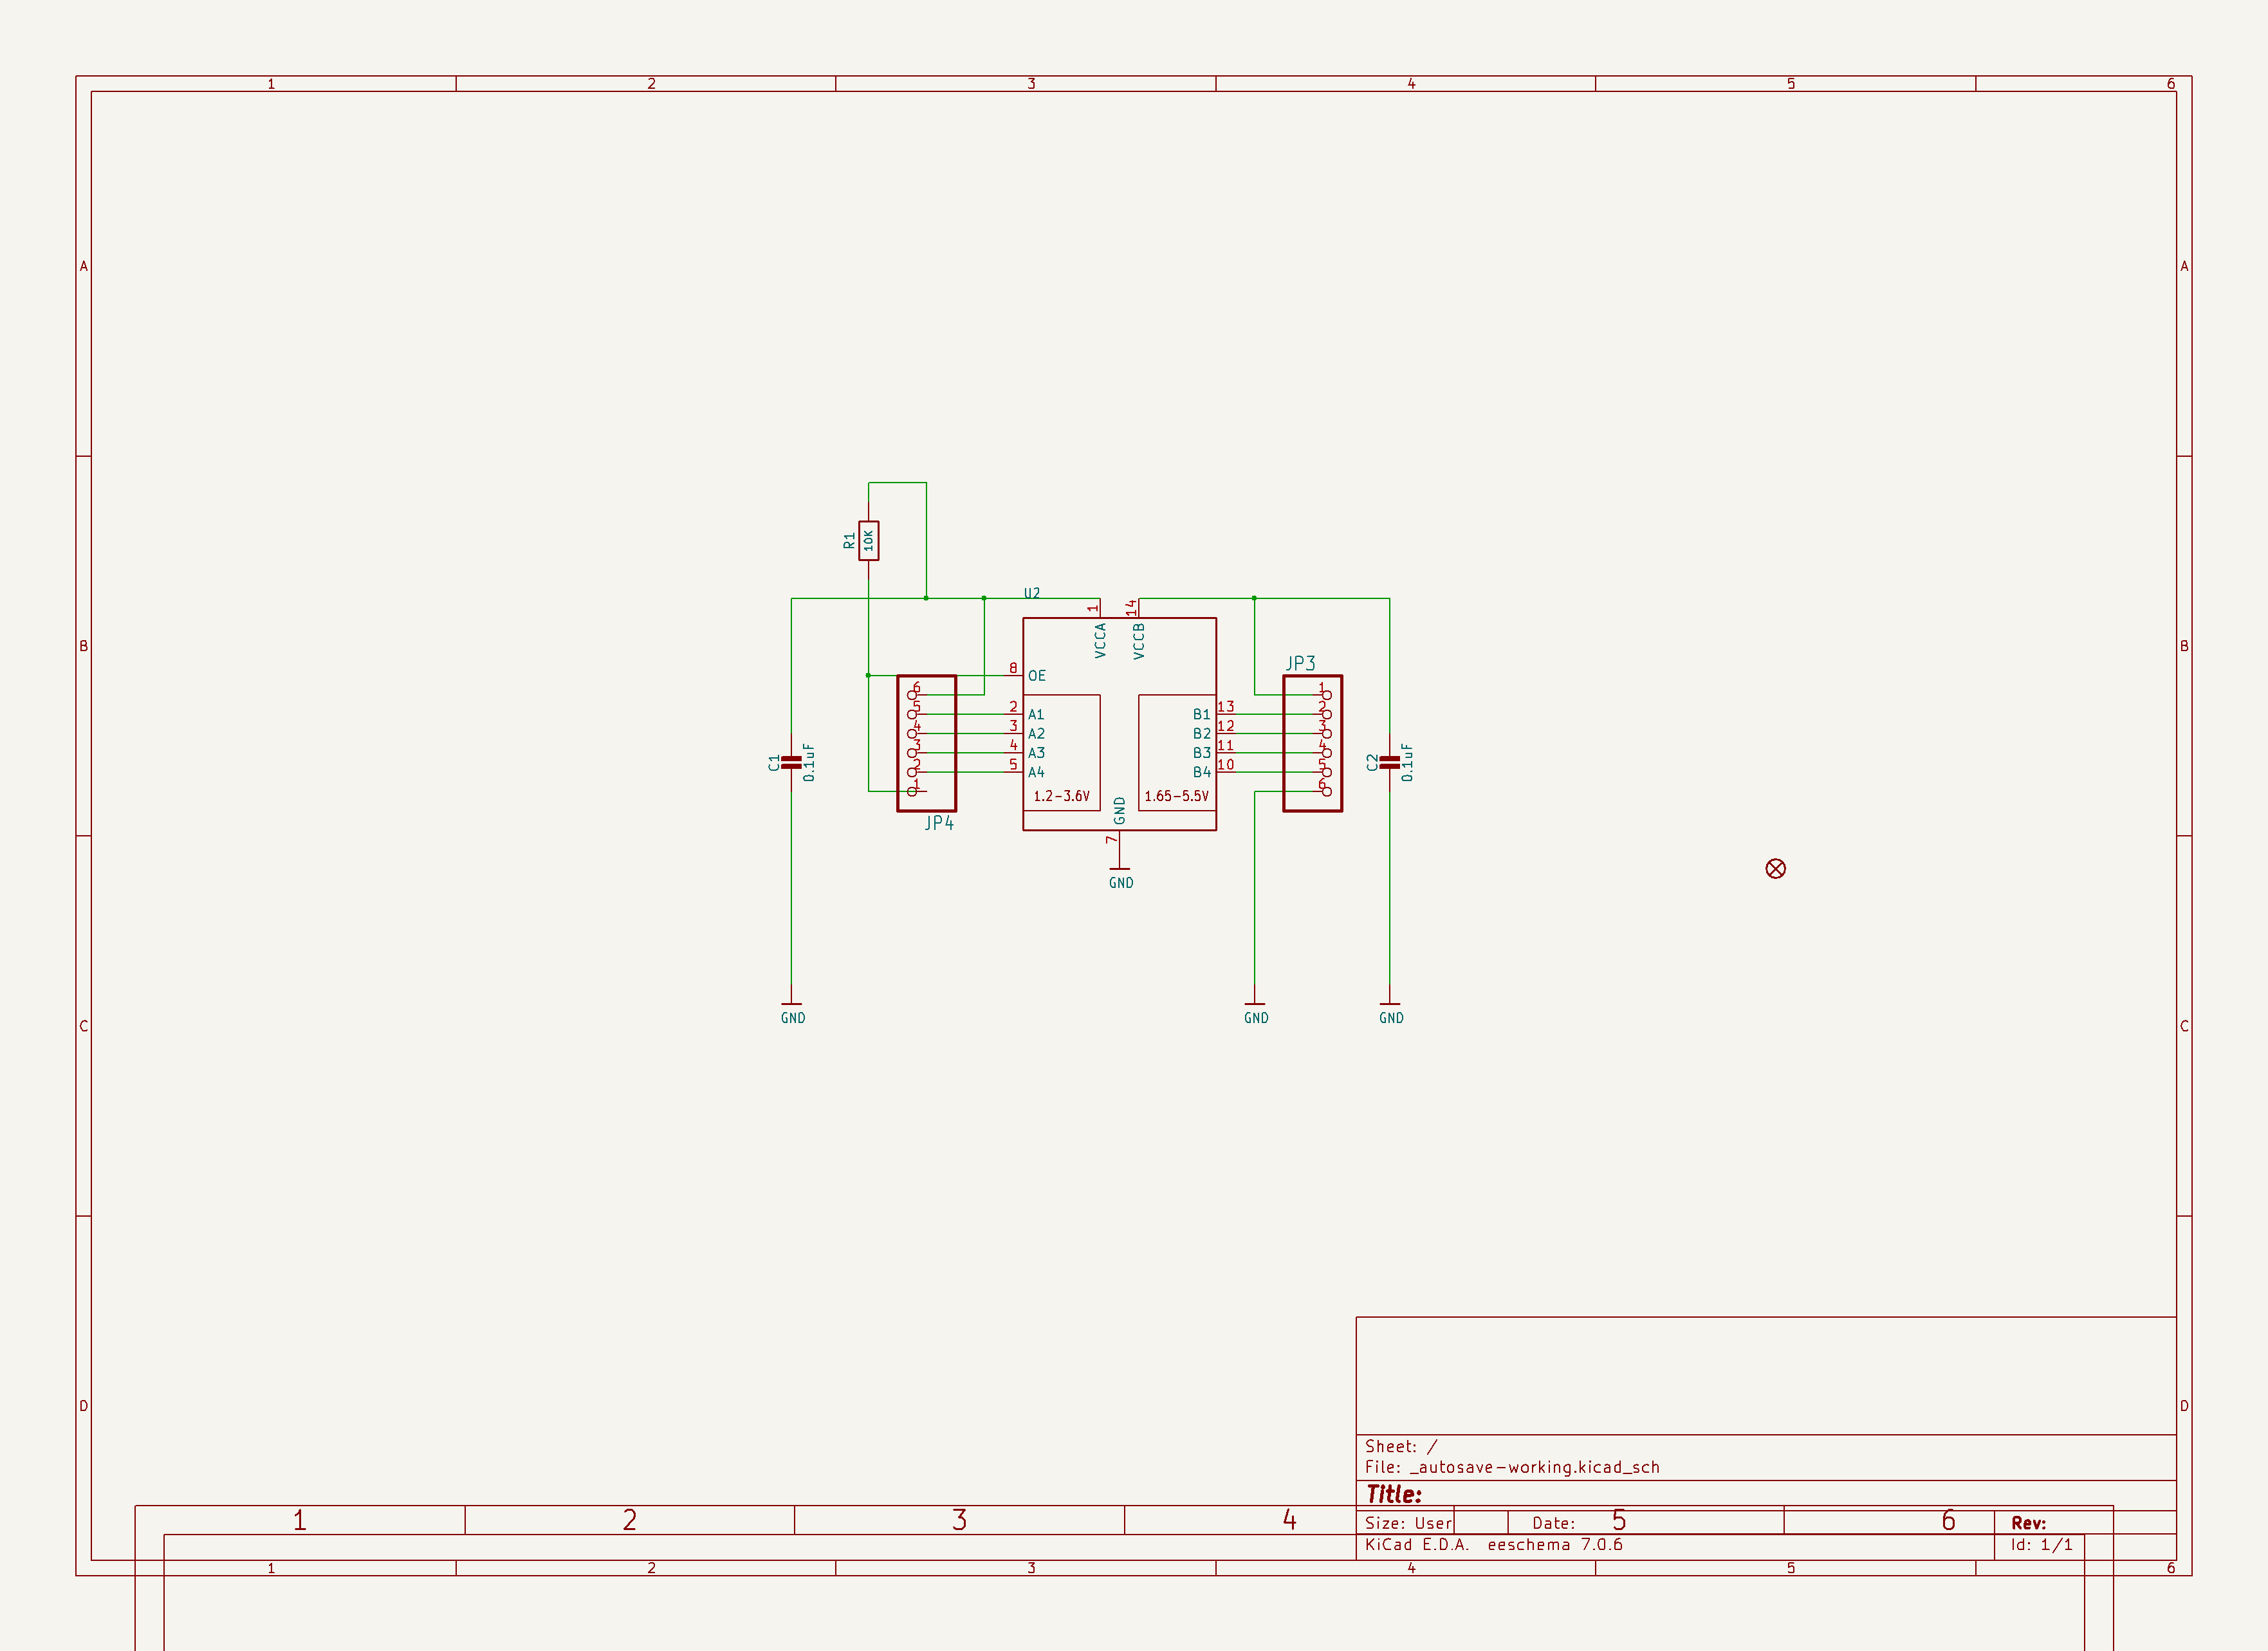 1 2 3 4 5 6
A A
R1
10K
U2
1 14
VCCA VCCB
B B
JP3
8 OE
6 1
5 2 A1 B1 13 2
4 3 A2 B2 12 3
3 4 A3 B3 11 4
2 5 A4 B4 10 5
1 6
C1 0.1uF
C2 0.1uF
1.2-3.6V GND 1.65-5.5V
JP4
7
GND
GND GND GND
C C
D D
Sheet: /
File: _autosave-working.kicad_sch
Title:
Size: User Date: Rev:
1 2 3 4 5 6
KiCad E.D.A. eeschema 7.0.6 Id: 1/1
1 2 3 4 5 6